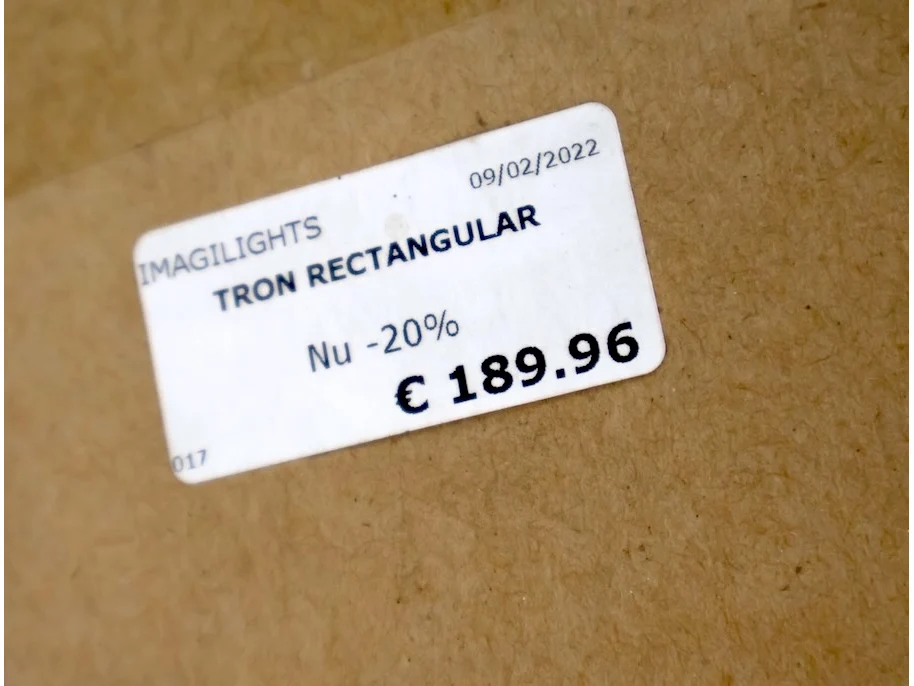 09/02/2022
IMAGILIGHTS
TRON RECTANGULAR
Nu -20%
€ 189.96
017